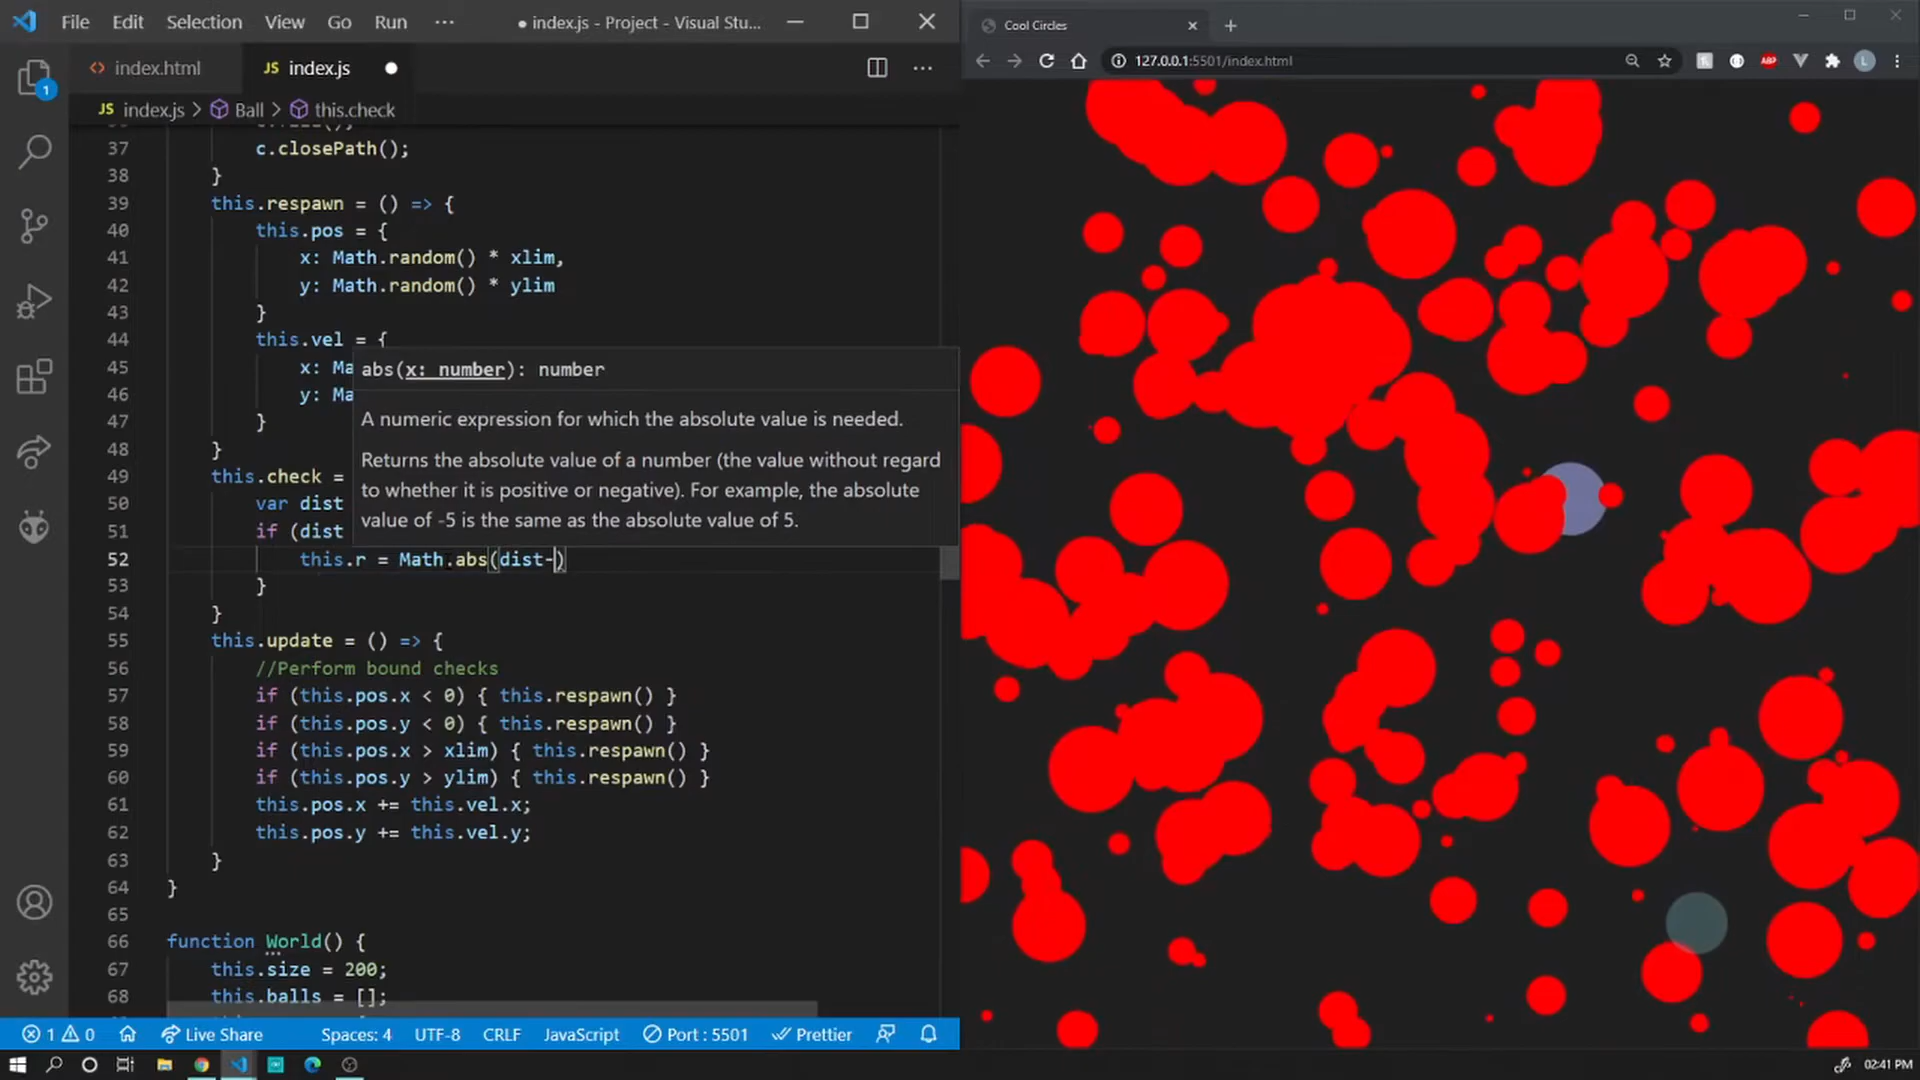 File Edit Selection View Go Run ··· ● index.js - Project - Visual Stu...
index.html JS index.js ● ···
JS index.js > Ball > this.check
37 c.closePath();
38 }
39 this.respawn = () => {
40 this.pos = {
41 x: Math.random() * xlim,
42 y: Math.random() * ylim
43 }
44 this.vel = {
45 x: Ma
46 y: Ma
47 }
48 }
abs(x: number): number
A numeric expression for which the absolute value is needed.
Returns the absolute value of a number (the value without regard
to whether it is positive or negative). For example, the absolute
value of -5 is the same as the absolute value of 5.
49 this.check =
50 var dist
51 if (dist
52 this.r = Math.abs(dist-)
53 }
54 }
55 this.update = () => {
56 //Perform bound checks
57 if (this.pos.x < 0) { this.respawn() }
58 if (this.pos.y < 0) { this.respawn() }
59 if (this.pos.x > xlim) { this.respawn() }
60 if (this.pos.y > ylim) { this.respawn() }
61 this.pos.x += this.vel.x;
62 this.pos.y += this.vel.y;
63 }
64 }
65
66 function World() {
67 this.size = 200;
68 this.balls = [];
1 0 Live Share Spaces: 4 UTF-8 CRLF JavaScript Port : 5501 Prettier
Cool Circles
127.0.0.1:5501/index.html ABP L
1
02:41 PM